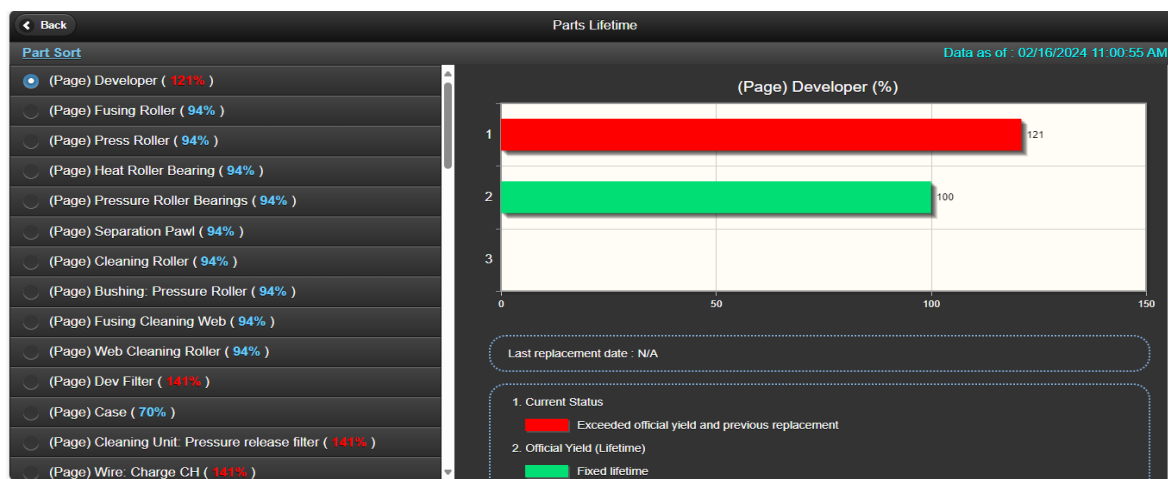 Back
Parts Lifetime
Part Sort
Data as of : 02/16/2024 11:00:55 AM
(Page) Developer ( 121% )
(Page) Fusing Roller ( 94% )
(Page) Press Roller ( 94% )
(Page) Heat Roller Bearing ( 94% )
(Page) Pressure Roller Bearings ( 94% )
(Page) Separation Pawl ( 94% )
(Page) Cleaning Roller ( 94% )
(Page) Bushing: Pressure Roller ( 94% )
(Page) Fusing Cleaning Web ( 94% )
(Page) Web Cleaning Roller ( 94% )
(Page) Dev Filter ( 141% )
(Page) Case ( 70% )
(Page) Cleaning Unit: Pressure release filter ( 141% )
(Page) Wire: Charge CH ( 141% )
(Page) Developer (%)
1
121
2
100
3
0 50 100 150
Last replacement date : N/A
1. Current Status
Exceeded official yield and previous replacement
2. Official Yield (Lifetime)
Fixed lifetime